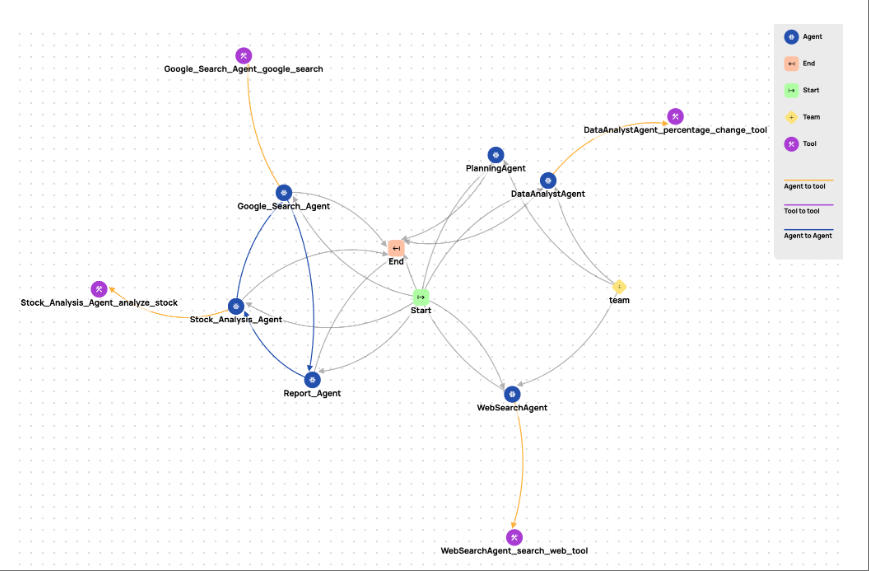 Google_Search_Agent_google_search
DataAnalystAgent_percentage_change_tool
PlanningAgent
DataAnalystAgent
Google_Search_Agent
End
Stock_Analysis_Agent_analyze_stock
Start
team
Stock_Analysis_Agent
Report_Agent
WebSearchAgent
WebSearchAgent_search_web_tool
Agent
End
Start
Team
Tool
Agent to tool
Tool to tool
Agent to Agent